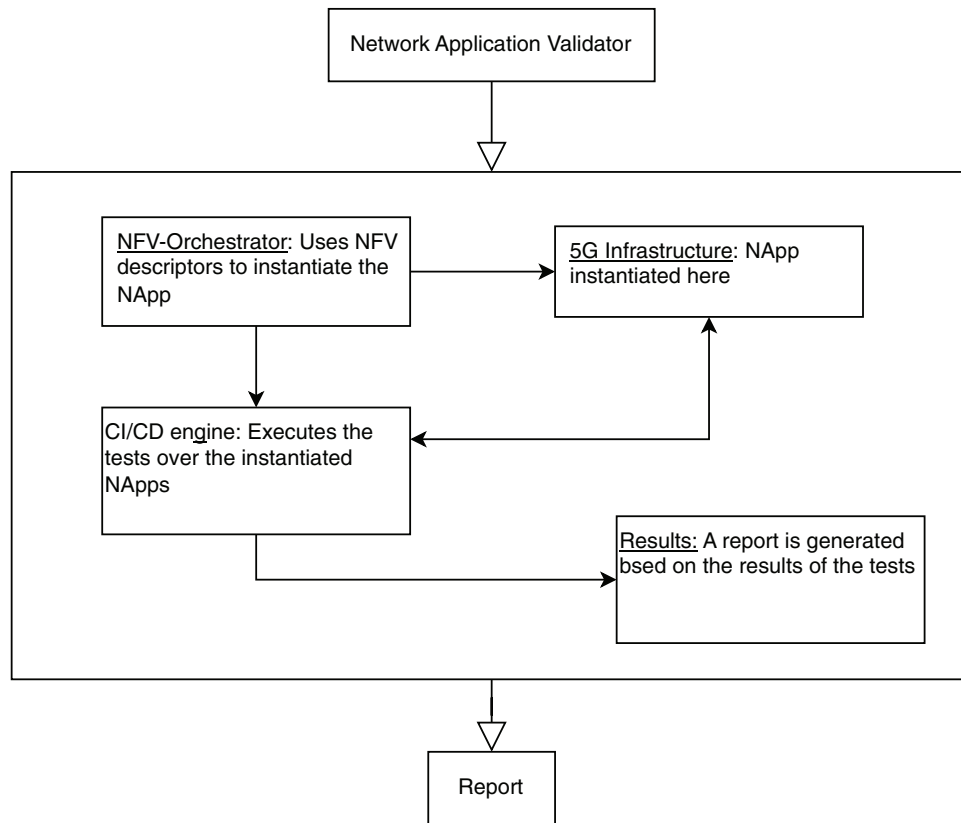 Network Application Validator
NFV-Orchestrator: Uses NFV
descriptors to instantiate the
NApp
5G Infrastructure: NApp
instantiated here
CI/CD engine: Executes the
tests over the instantiated
NApps
Results: A report is generated
bsed on the results of the tests
Report